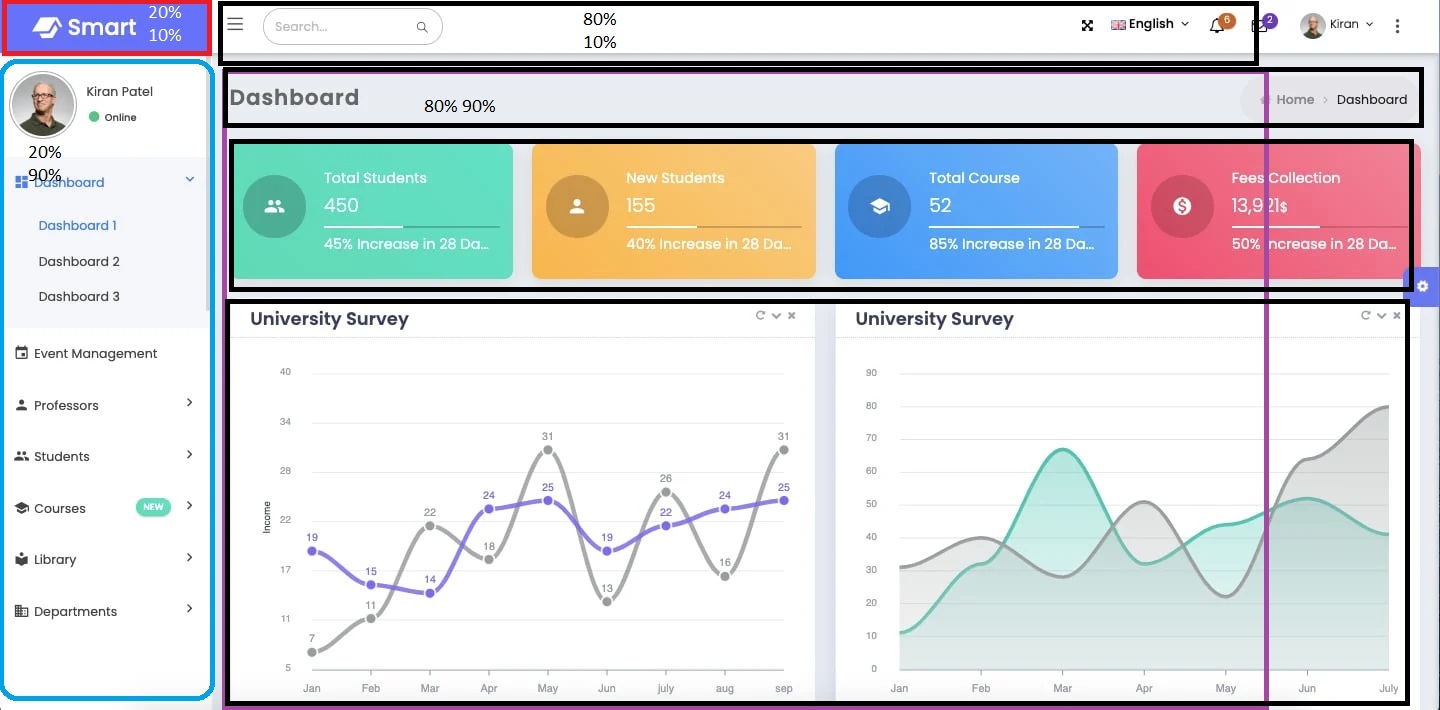 Smart
20%
10%
Search...
80%
10%
English
6
2
Kiran
Kiran Patel
Online
20%
90%
Dashboard
Dashboard 1
Dashboard 2
Dashboard 3
Event Management
Professors
Students
Courses NEW
Library
Departments
Dashboard
80% 90%
Home > Dashboard
Total Students
450
45% Increase in 28 Da...
New Students
155
40% Increase in 28 Da...
Total Course
52
85% Increase in 28 Da...
Fees Collection
13,921$
50% Increase in 28 Da...
University Survey
40
34
28
22
17
11
5
Income
19
15
14
24
25
19
22
24
25
7
11
22
18
31
13
26
16
31
Jan Feb Mar Apr May Jun july aug sep
University Survey
90
80
70
60
50
40
30
20
10
0
Jan Feb Mar Apr May Jun July